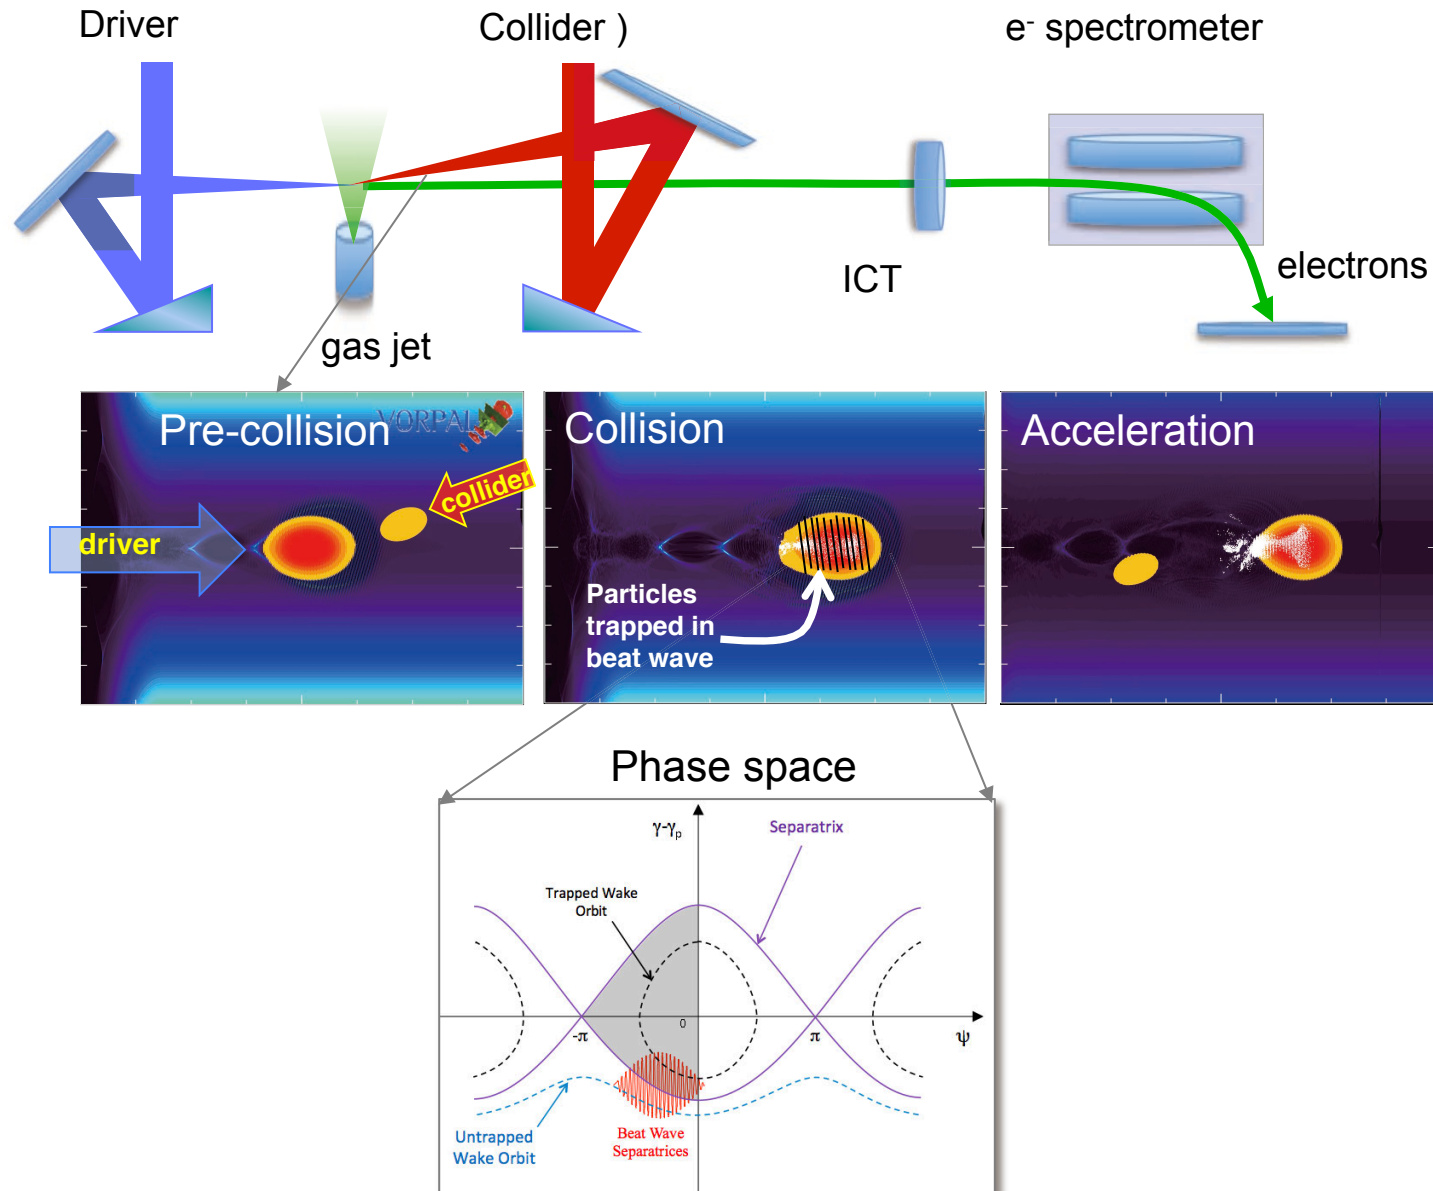 Driver
Collider )
e- spectrometer
ICT
electrons
gas jet
Pre-collision
VORPAL
collider
driver
Collision
Particles
trapped in
beat wave
Acceleration
Phase space
γ-γp
Separatrix
Trapped Wake
Orbit
-π
0
π
ψ
Untrapped
Wake Orbit
Beat Wave
Separatrices